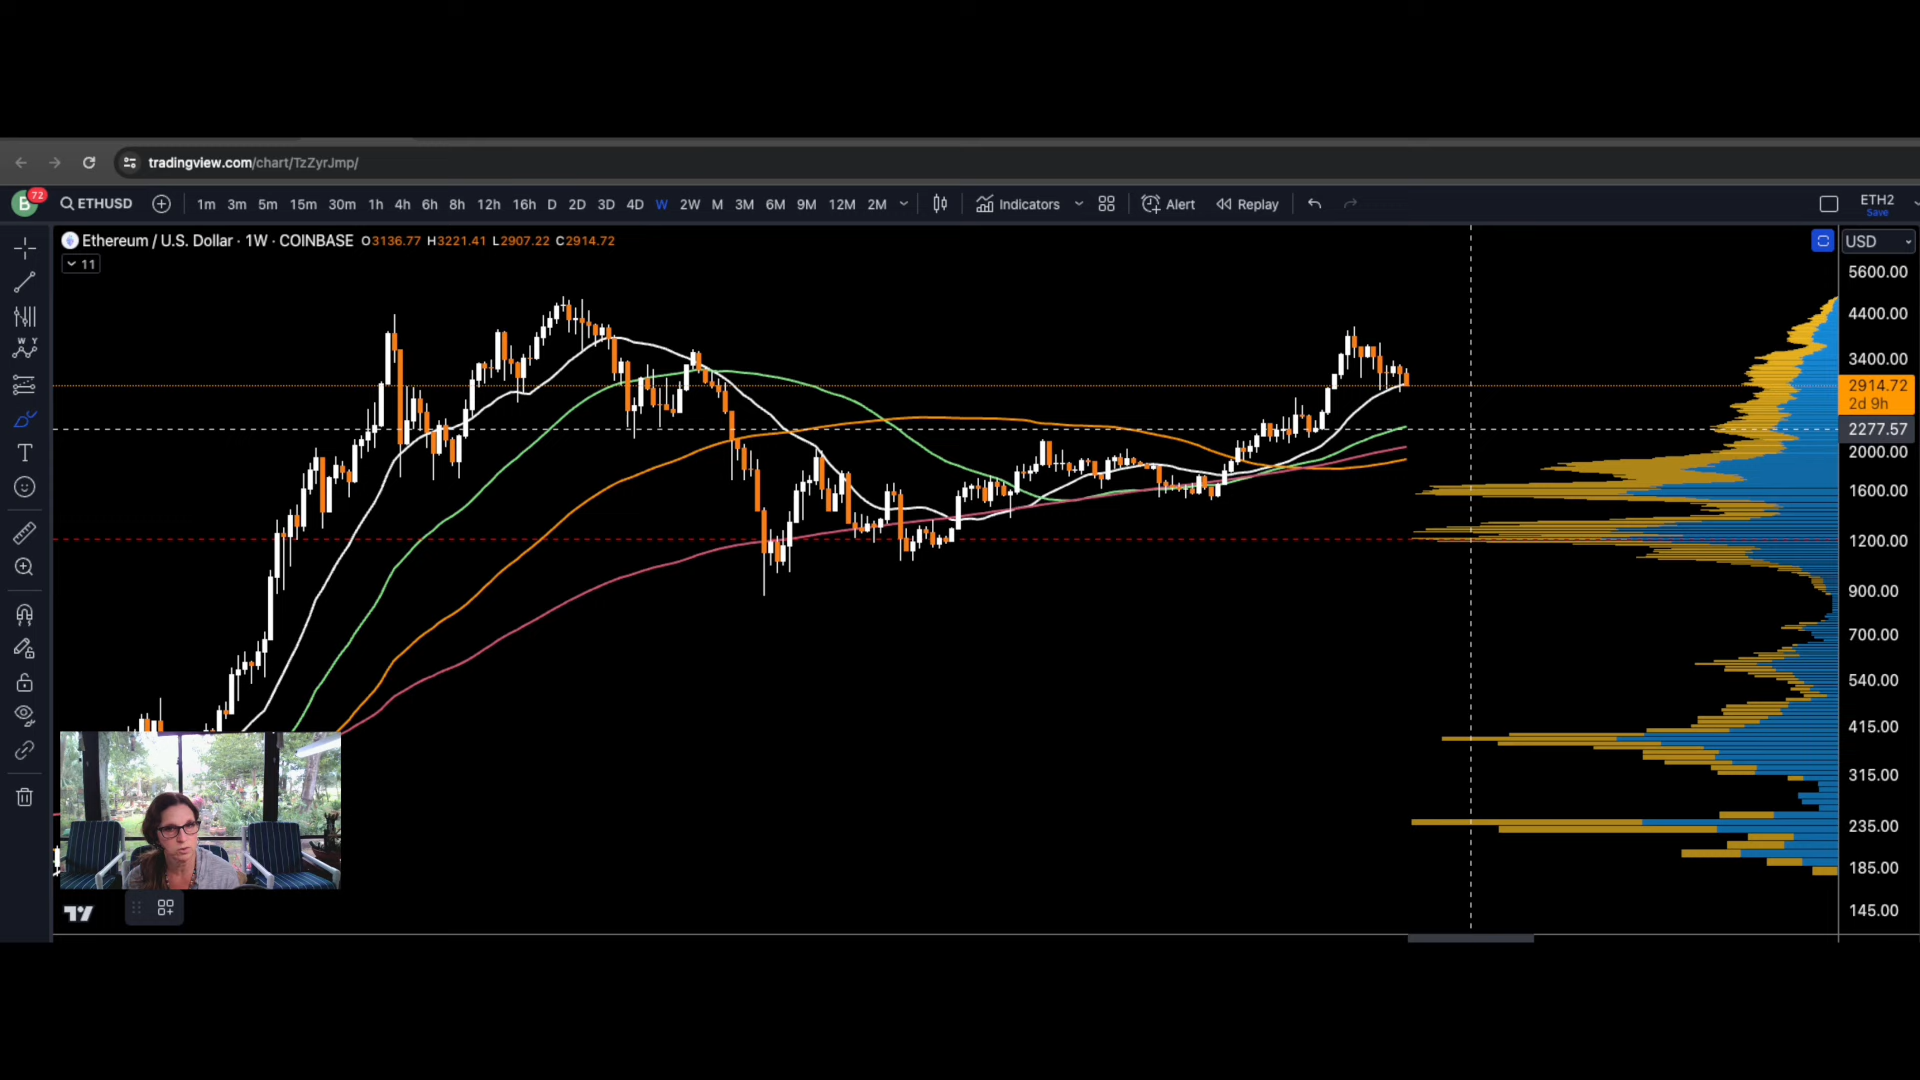 tradingview.com/chart/TzZyrJmp/
B 72 ETHUSD 1m 3m 5m 15m 30m 1h 4h 6h 8h 12h 16h D 2D 3D 4D W 2W M 3M 6M 9M 12M 2M Indicators Alert Replay ETH2
Save
Ethereum / U.S. Dollar · 1W · COINBASE O3136.77 H3221.41 L2907.22 C2914.72
USD
11
5600.00
4400.00
3400.00
2914.72
2d 9h
2277.57
2000.00
1600.00
1200.00
900.00
700.00
540.00
415.00
315.00
235.00
185.00
145.00
T
W Y